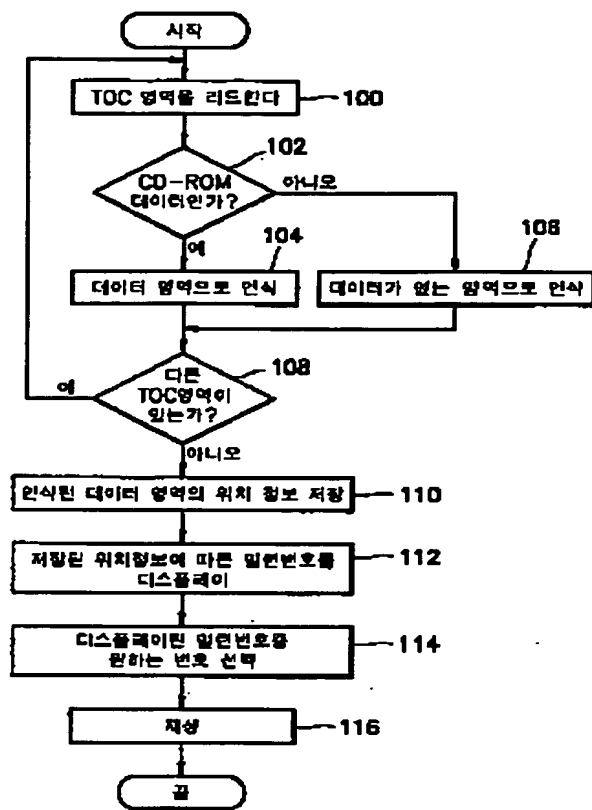 시작
TOC 영역을 리드한다
100
102
CD-ROM
데이터인가?
아니오
예
104
106
데이터 영역으로 인식
데이터가 없는 영역으로 인식
108
다른
TOC영역이
있는가?
예
아니오
인식된 데이터 영역의 위치 정보 저장
110
저장된 위치정보에 따른 일련번호를
디스플레이
112
디스플레이된 일련번호중
원하는 번호 선택
114
재생
116
끝